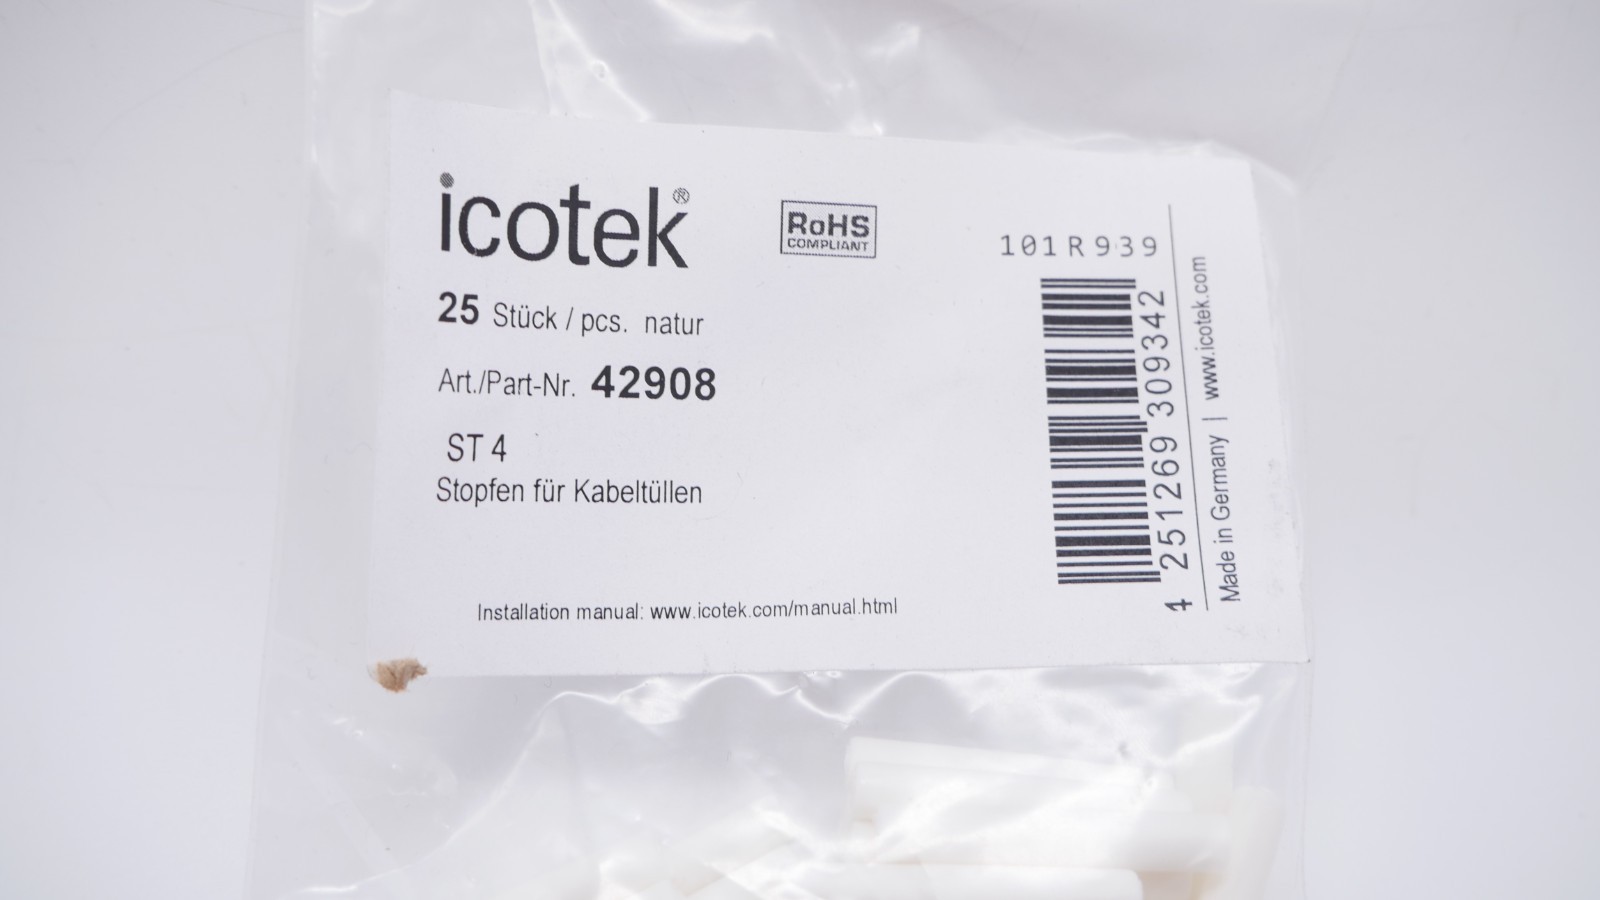 icotek®
RoHS
COMPLIANT
101R939
25 Stück / pcs. natur
Art./Part-Nr. 42908
ST 4
Stopfen für Kabeltüllen
Installation manual: www.icotek.com/manual.html
4 251269 309342
Made in Germany | www.icotek.com